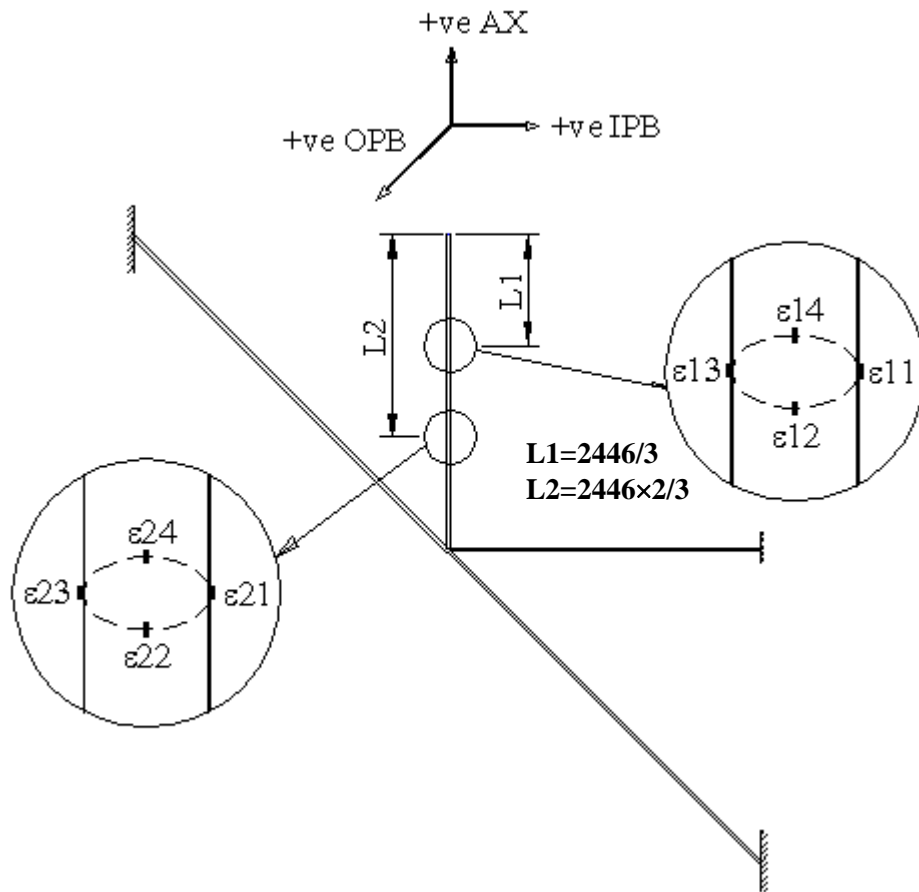 +ve AX
+ve OPB
+ve IPB
L1
L2
ε14
ε13
ε11
ε12
L1=2446/3
L2=2446×2/3
ε24
ε23
ε21
ε22